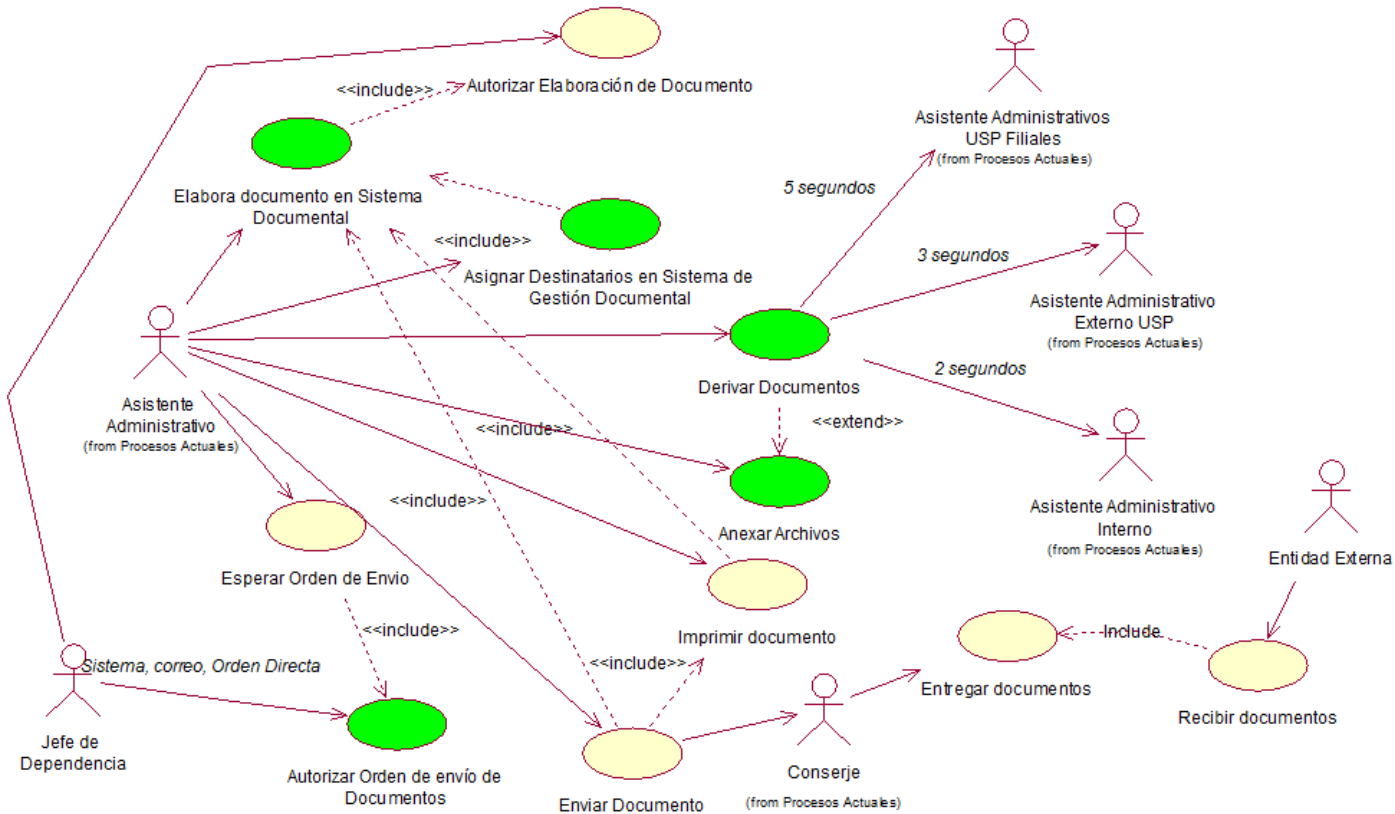 Autorizar Elaboración de Documento
<<include>>
Asistente Administrativos
USP Filiales
(from Procesos Actuales)
5 segundos
Elabora documento en Sistema
Documental
<<include>>
Asignar Destinatarios en Sistema de
Gestión Documental
3 segundos
Asistente Administrativo
Externo USP
(from Procesos Actuales)
2 segundos
Derivar Documentos
Asistente
Administrativo
(from Procesos Actuales)
<<include>>
<<extend>>
<<include>>
Anexar Archivos
Asistente Administrativo
Interno
(from Procesos Actuales)
Entidad Externa
Esperar Orden de Envio
<<include>>
Imprimir documento
Include
<<include>>
Sistema, correo, Orden Directa
Entregar documentos
Recibir documentos
Jefe de
Dependencia
Autorizar Orden de envío de
Documentos
Enviar Documento
Conserje
(from Procesos Actuales)